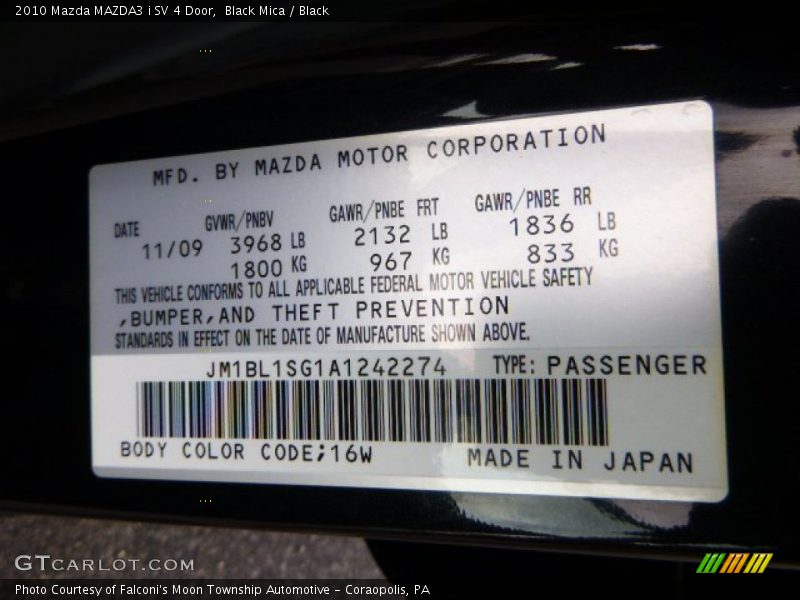 2010 Mazda MAZDA3 i SV 4 Door, Black Mica / Black
MFD. BY MAZDA MOTOR CORPORATION
DATE GVWR/PNBV GAWR/PNBE FRT GAWR/PNBE RR
11/09 3968 LB 2132 LB 1836 LB
1800 KG 967 KG 833 KG
THIS VEHICLE CONFORMS TO ALL APPLICABLE FEDERAL MOTOR VEHICLE SAFETY
,BUMPER,AND THEFT PREVENTION
STANDARDS IN EFFECT ON THE DATE OF MANUFACTURE SHOWN ABOVE.
JM1BL1SG1A1242274 TYPE: PASSENGER
BODY COLOR CODE;16W MADE IN JAPAN
GTCARLOT.COM
Photo Courtesy of Falconi's Moon Township Automotive - Coraopolis, PA